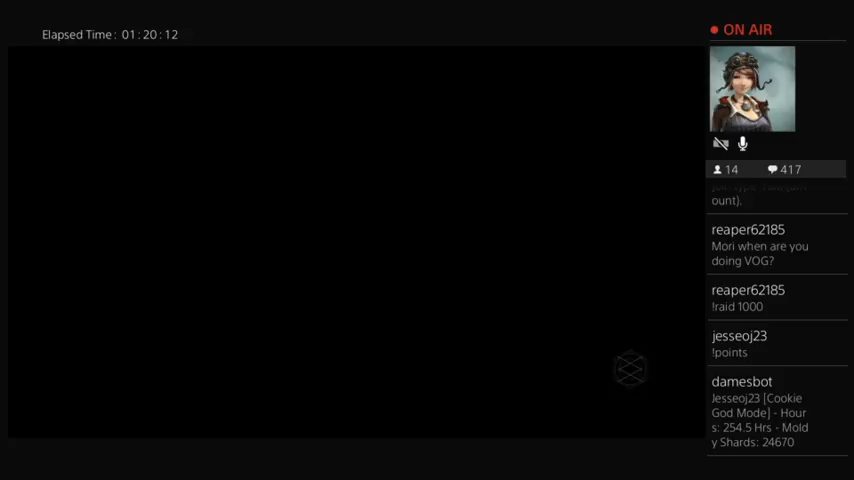 Elapsed Time: 01:20:12
ON AIR
14 417
ount).
reaper62185
Mori when are you
doing VOG?
reaper62185
!raid 1000
jesseoj23
!points
damesbot
Jesseoj23 [Cookie
God Mode] - Hour
s: 254.5 Hrs - Mold
y Shards: 24670